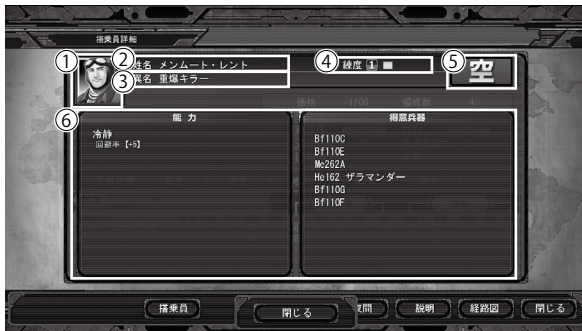 搭乗員詳細
① ② 姓名 メンムート・レント ④ 練度 1 ⑤ 空
③ 異名 重爆キラー
価格 1200 編成数 4
⑥ 能力 得意兵器
冷静
回避率【+5】
Bf110C
Bf110E
Me262A
He162 ザラマンダー
Bf110G
Bf110F
搭乗員 閉じる 説明 経路図 閉じる